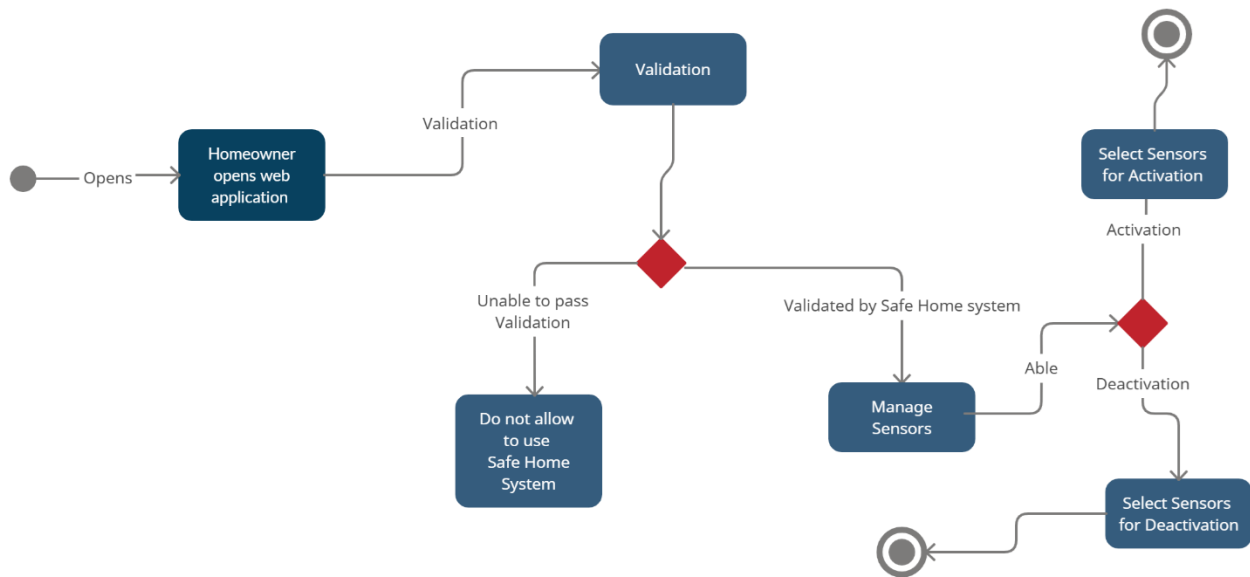 Opens
Homeowner
opens web
application
Validation
Validation
Unable to pass
Validation
Do not allow
to use
Safe Home
System
Validated by Safe Home system
Manage
Sensors
Able
Activation
Select Sensors
for Activation
Deactivation
Select Sensors
for Deactivation